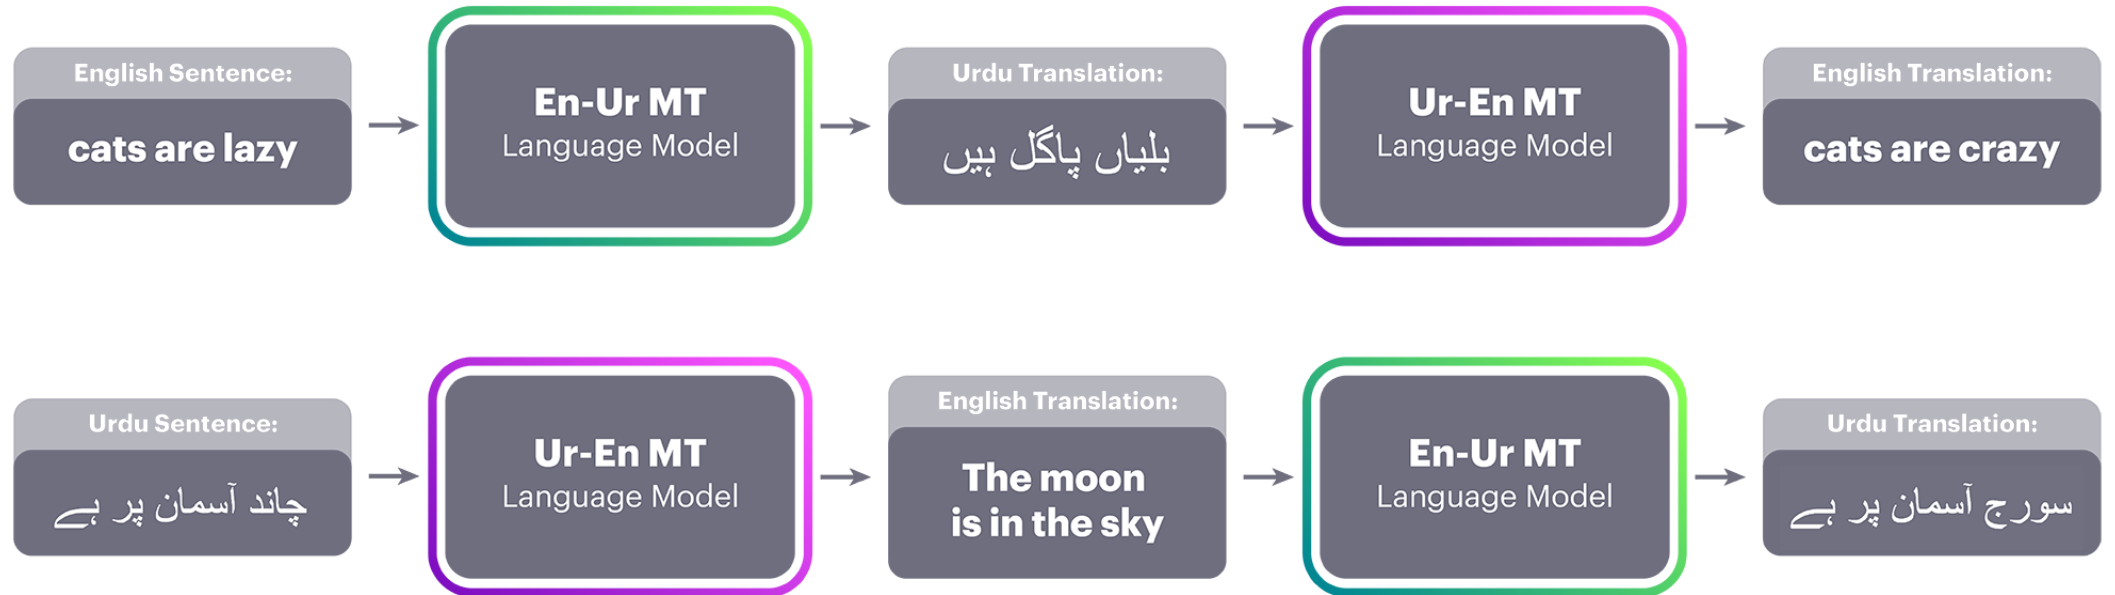 English Sentence:
cats are lazy
En-Ur MT
Language Model
Urdu Translation:
بلیاں پاگل ہیں
Ur-En MT
Language Model
English Translation:
cats are crazy
Urdu Sentence:
چاند آسمان پر ہے
Ur-En MT
Language Model
English Translation:
The moon
is in the sky
En-Ur MT
Language Model
Urdu Translation:
سورج آسمان پر ہے